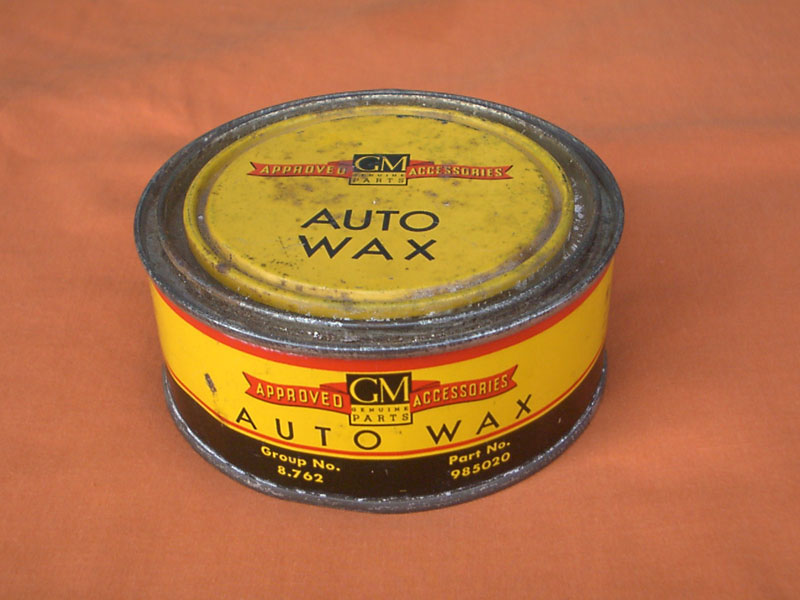 APPROVED GM ACCESSORIES
GENUINE
PARTS
AUTO
WAX
APPROVED GM ACCESSORIES
GENUINE
PARTS
AUTO WAX
Group No. Part No.
8.762 985020